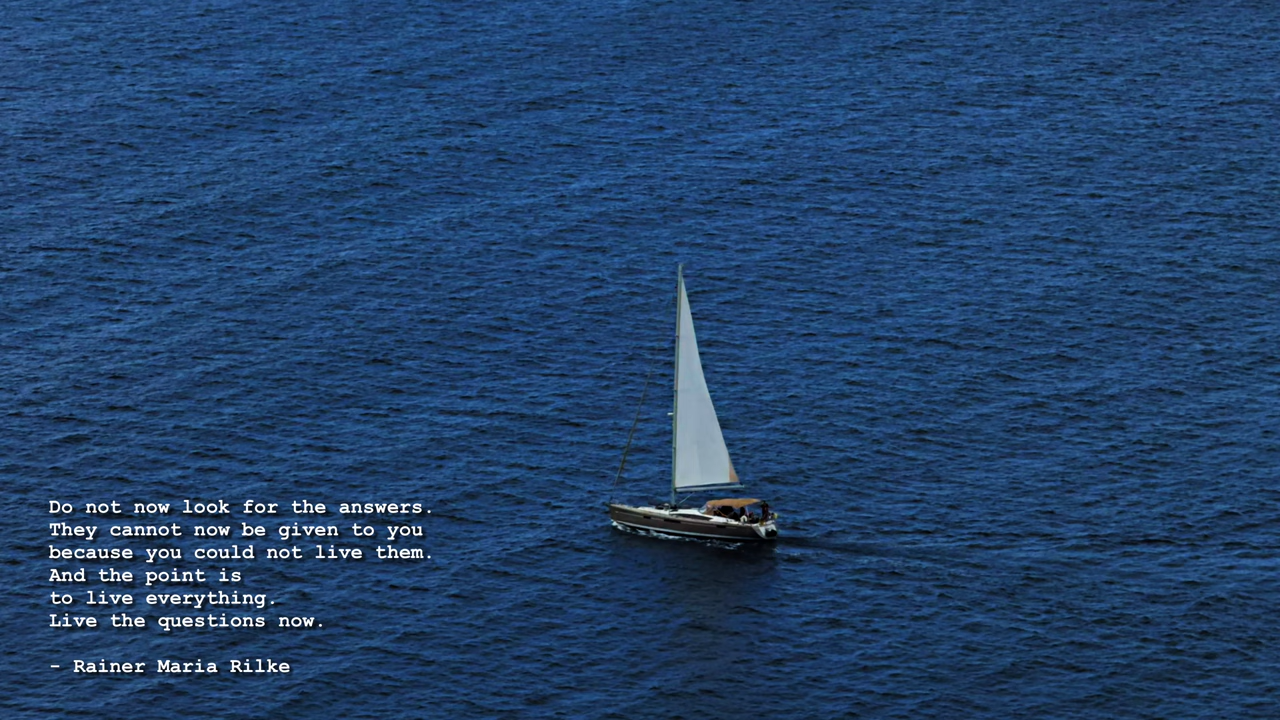 Do not now look for the answers.
They cannot now be given to you
because you could not live them.
And the point is
to live everything.
Live the questions now.
- Rainer Maria Rilke